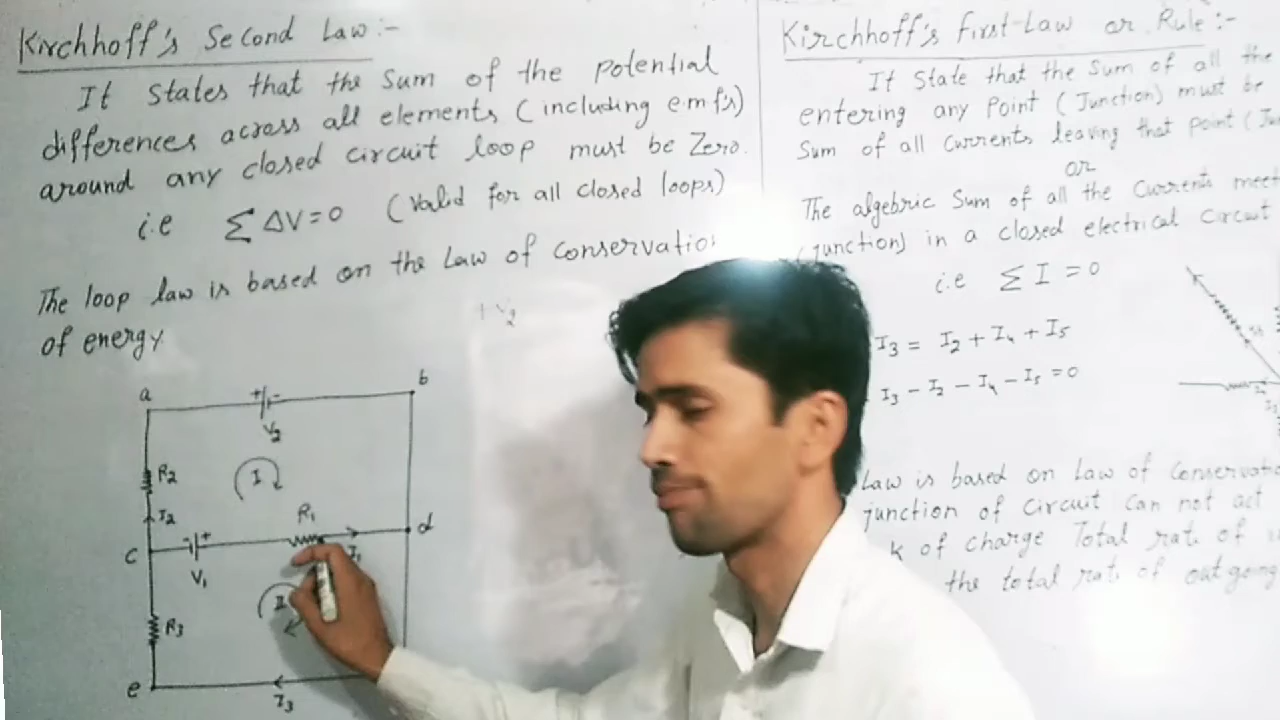 Kirchhoff's Second Law :-
It States that the Sum of the potential
differences across all elements (including e.m.f's)
around any closed circuit loop must be Zero.
i.e ∑ΔV=0 (Valid for all closed loops)
The loop law is based on the Law of Conservation
of energy.
+V₂
a
+ -
V₂
b
R₂
I
I₂
R₁
c
- +
V₁
I₁
d
II
R₃
e
I₃
Kirchhoff's first Law or Rule :-
It State that the Sum of all the
entering any Point (Junction) must be
Sum of all Currents leaving that point (Ju
or
The algebric Sum of all the Currents meet
(junction) in a closed electrical Circuit
i.e ∑I=0
I₃ = I₂ + I₄ + I₅
I₃ - I₂ - I₄ - I₅ = 0
Law is based on Law of Conservatio
junction of Circuit Can not act
k of charge Total rate of
the total rate of outgoing